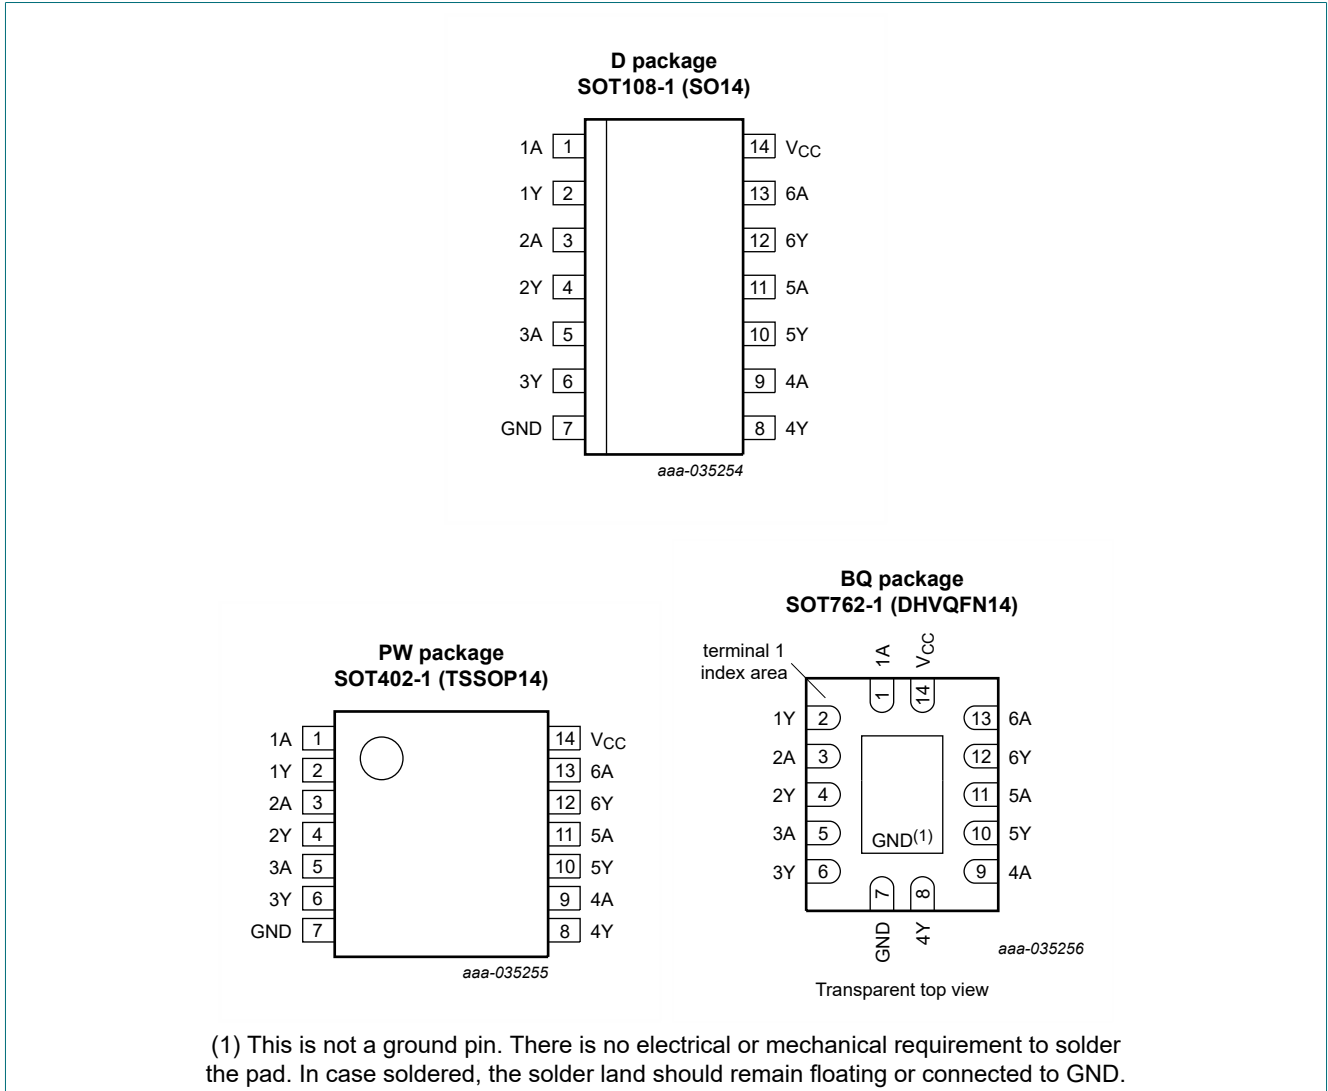 D package
SOT108-1 (SO14)
1A 1 14 VCC
1Y 2 13 6A
2A 3 12 6Y
2Y 4 11 5A
3A 5 10 5Y
3Y 6 9 4A
GND 7 8 4Y
aaa-035254
PW package
SOT402-1 (TSSOP14)
1A 1 14 VCC
1Y 2 13 6A
2A 3 12 6Y
2Y 4 11 5A
3A 5 10 5Y
3Y 6 9 4A
GND 7 8 4Y
aaa-035255
BQ package
SOT762-1 (DHVQFN14)
terminal 1
index area
1A VCC
1 14
1Y 2 13 6A
2A 3 12 6Y
2Y 4 11 5A
3A 5 10 5Y
GND(1)
3Y 6 9 4A
7 8
GND 4Y
aaa-035256
Transparent top view
(1) This is not a ground pin. There is no electrical or mechanical requirement to solder
the pad. In case soldered, the solder land should remain floating or connected to GND.